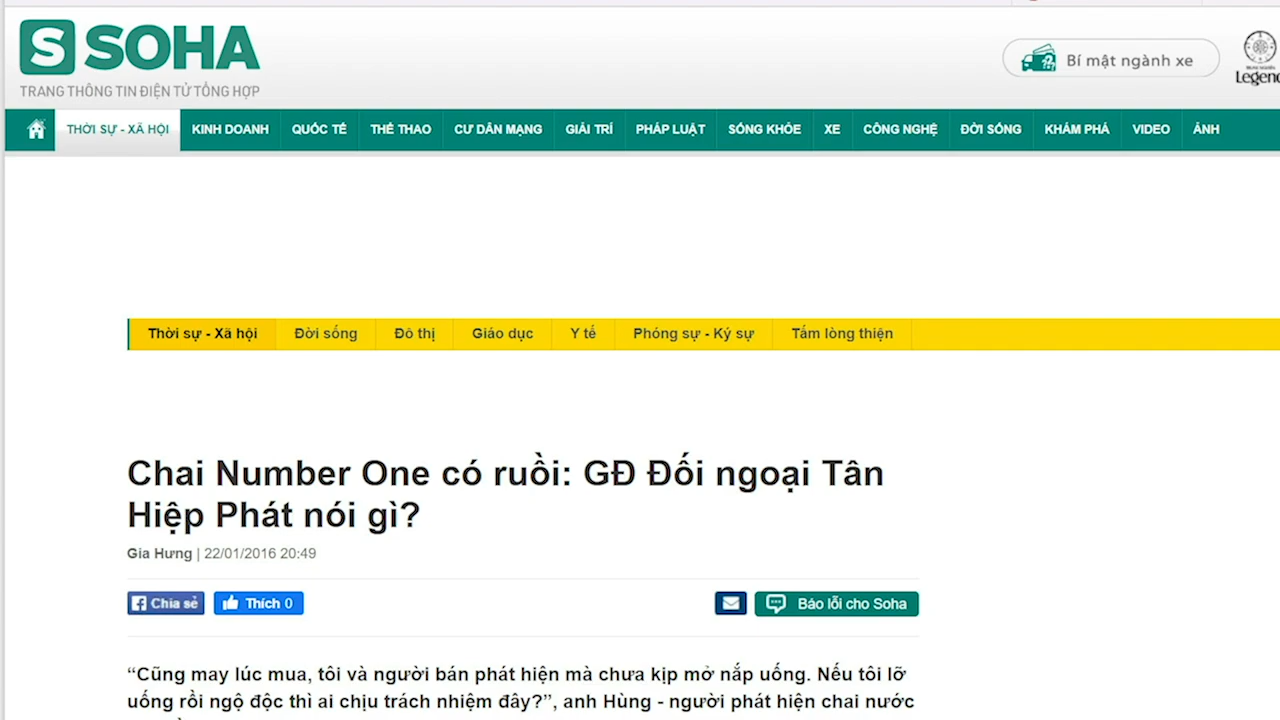 S SOHA
TRANG THÔNG TIN ĐIỆN TỬ TỔNG HỢP
Bí mật ngành xe
Legend
THỜI SỰ - XÃ HỘI KINH DOANH QUỐC TẾ THỂ THAO CƯ DÂN MẠNG GIẢI TRÍ PHÁP LUẬT SỐNG KHỎE XE CÔNG NGHỆ ĐỜI SỐNG KHÁM PHÁ VIDEO ẢNH
Thời sự - Xã hội Đời sống Đô thị Giáo dục Y tế Phóng sự - Ký sự Tấm lòng thiện
Chai Number One có ruồi: GĐ Đối ngoại Tân
Hiệp Phát nói gì?
Gia Hưng | 22/01/2016 20:49
Chia sẻ Thích 0 Báo lỗi cho Soha
“Cũng may lúc mua, tôi và người bán phát hiện mà chưa kịp mở nắp uống. Nếu tôi lỡ
uống rồi ngộ độc thì ai chịu trách nhiệm đây?”, anh Hùng - người phát hiện chai nước